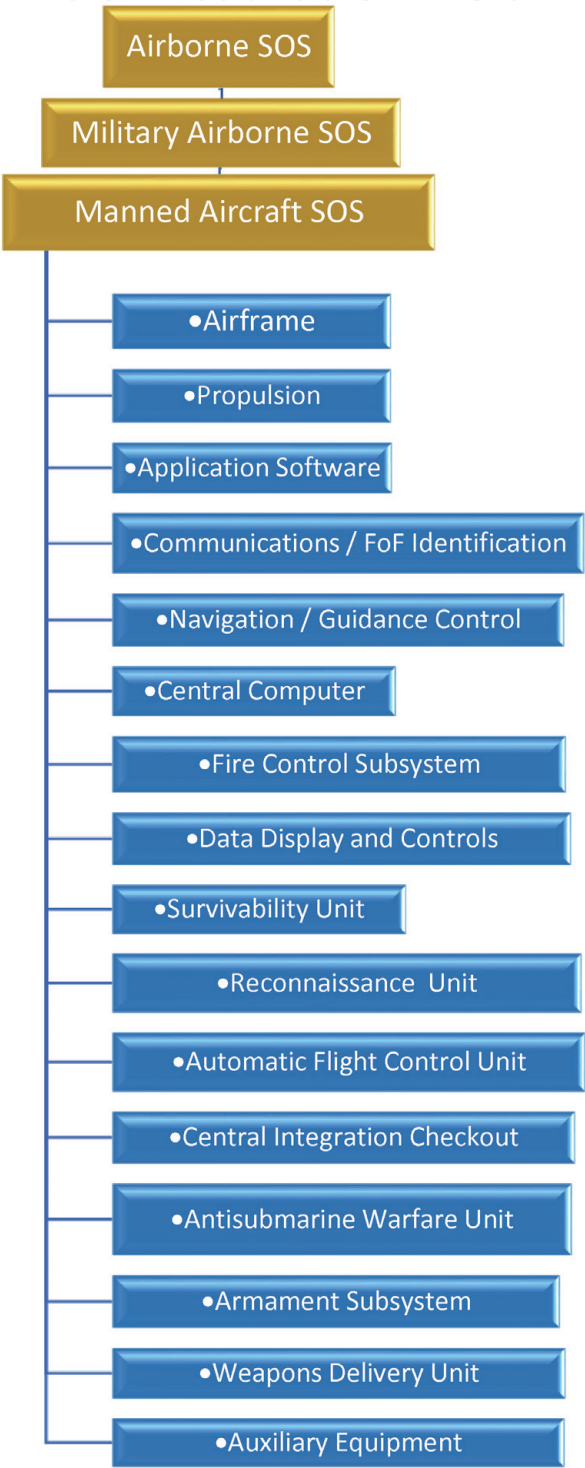 Airborne SOS
Military Airborne SOS
Manned Aircraft SOS
•Airframe
•Propulsion
•Application Software
•Communications / FoF Identification
•Navigation / Guidance Control
•Central Computer
•Fire Control Subsystem
•Data Display and Controls
•Survivability Unit
•Reconnaissance Unit
•Automatic Flight Control Unit
•Central Integration Checkout
•Antisubmarine Warfare Unit
•Armament Subsystem
•Weapons Delivery Unit
•Auxiliary Equipment